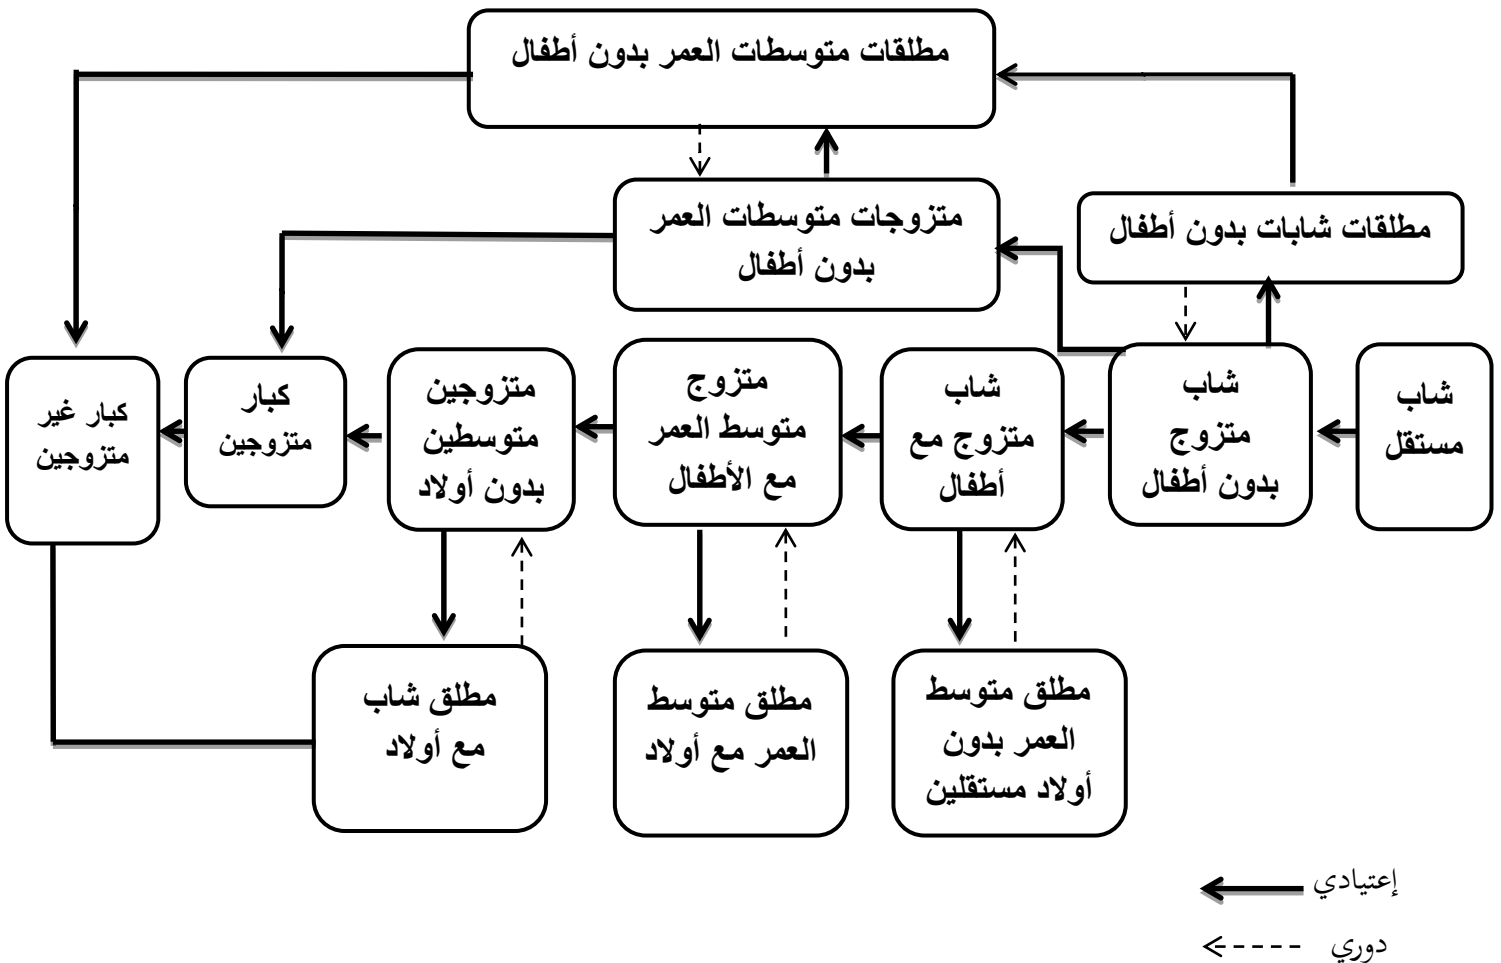 مطلقات متوسطات العمر بدون أطفال
مطلقات شابات بدون أطفال
متزوجات متوسطات العمر
بدون أطفال
شاب
مستقل
شاب
متزوج
بدون أطفال
شاب
متزوج مع
أطفال
متزوج
متوسط العمر
مع الأطفال
متزوجين
متوسطين
بدون أولاد
كبار
متزوجين
كبار غير
متزوجين
مطلق متوسط
العمر بدون
أولاد مستقلين
مطلق متوسط
العمر مع أولاد
مطلق شاب
مع أولاد
إعتيادي
دوري